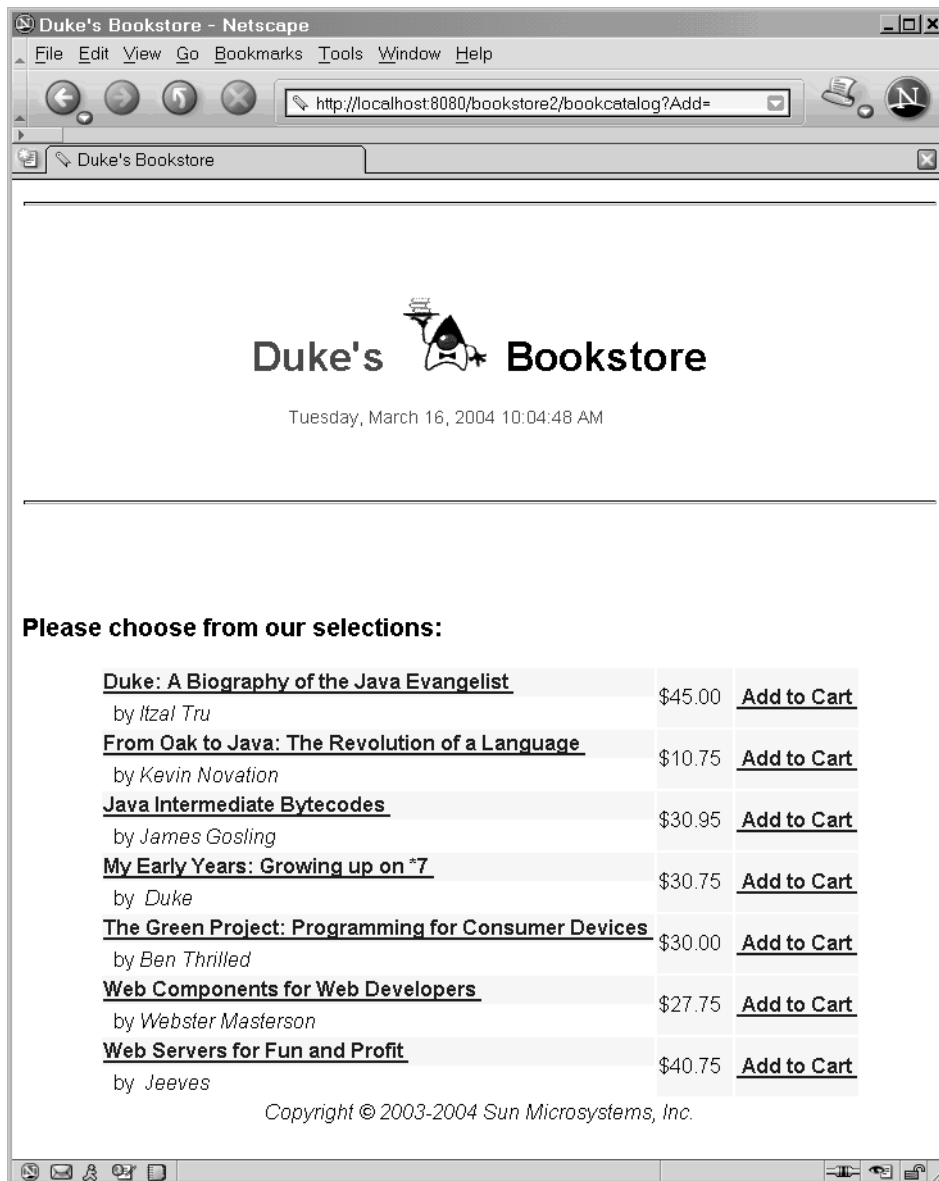 Duke's Bookstore - Netscape
File Edit View Go Bookmarks Tools Window Help
http://localhost:8080/bookstore2/bookcatalog?Add=
N
Duke's Bookstore
Duke's Bookstore
Tuesday, March 16, 2004 10:04:48 AM
Please choose from our selections:
Duke: A Biography of the Java Evangelist
by Itzal Tru
$45.00 Add to Cart
From Oak to Java: The Revolution of a Language
by Kevin Novation
$10.75 Add to Cart
Java Intermediate Bytecodes
by James Gosling
$30.95 Add to Cart
My Early Years: Growing up on *7
by Duke
$30.75 Add to Cart
The Green Project: Programming for Consumer Devices
by Ben Thrilled
$30.00 Add to Cart
Web Components for Web Developers
by Webster Masterson
$27.75 Add to Cart
Web Servers for Fun and Profit
by Jeeves
$40.75 Add to Cart
Copyright © 2003-2004 Sun Microsystems, Inc.